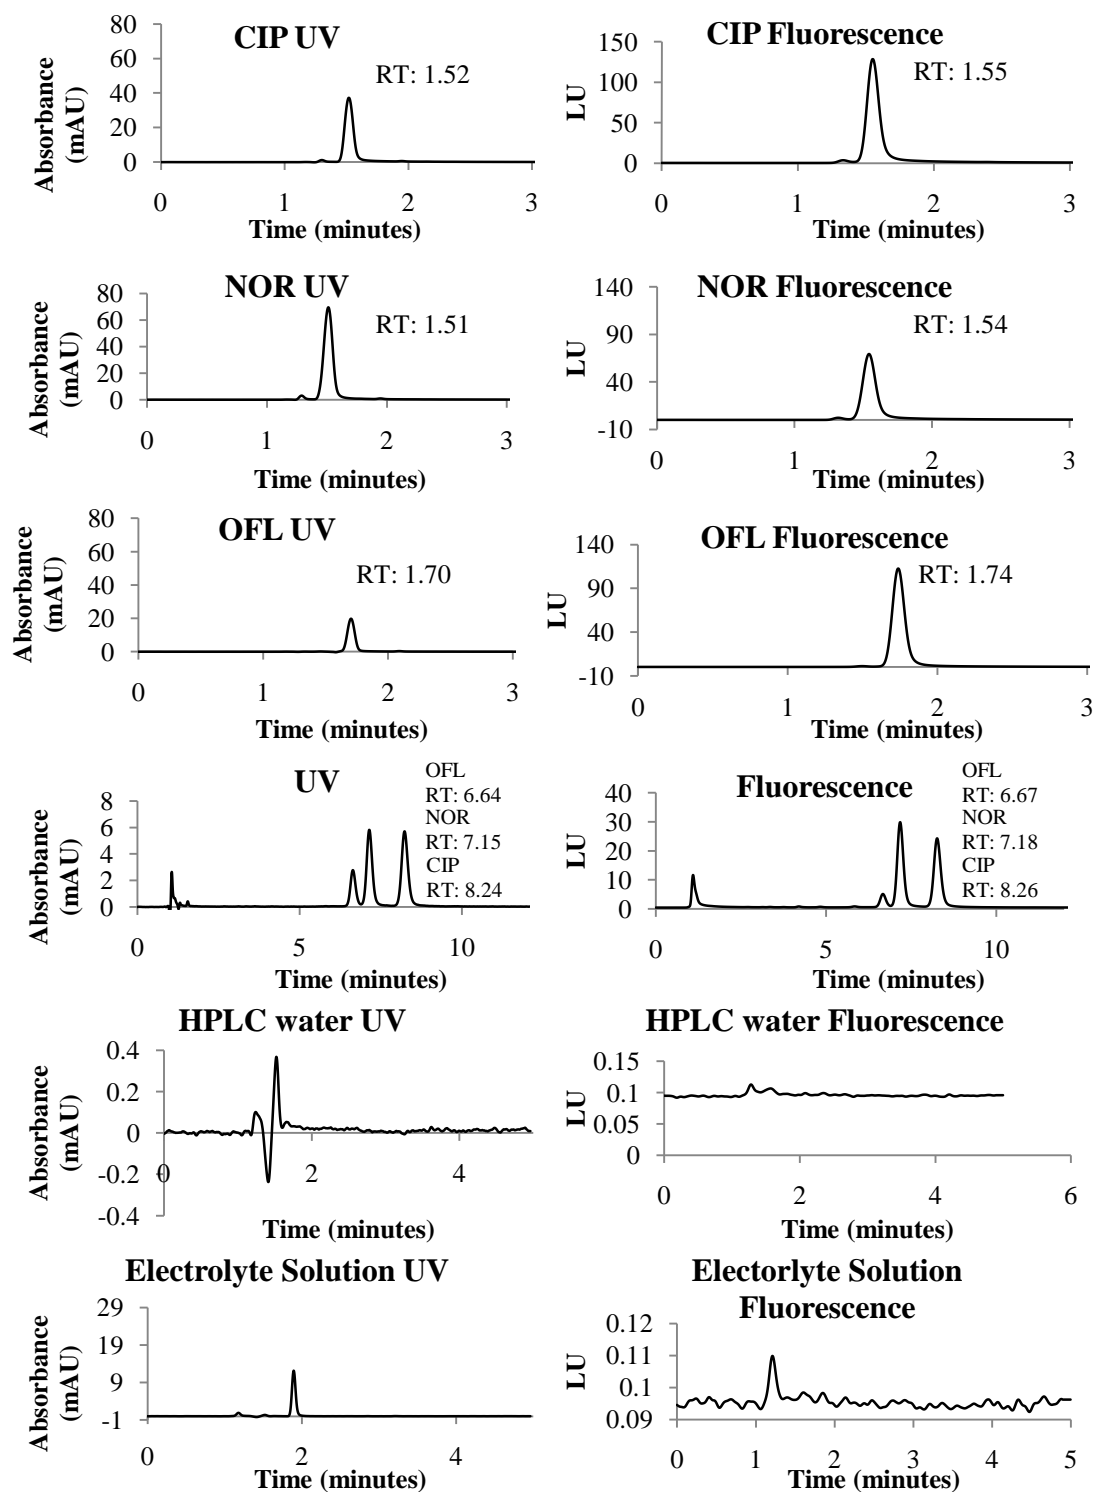 CIP UV
RT: 1.52
Absorbance
(mAU)
80
60
40
20
0
0 1 2 3
Time (minutes)
CIP Fluorescence
RT: 1.55
LU
150
100
50
0
0 1 2 3
Time (minutes)
NOR UV
RT: 1.51
Absorbance
(mAU)
80
60
40
20
0
0 1 2 3
Time (minutes)
NOR Fluorescence
RT: 1.54
LU
140
90
40
-10
0 1 2 3
Time (minutes)
OFL UV
RT: 1.70
Absorbance
(mAU)
80
60
40
20
0
0 1 2 3
Time (minutes)
OFL Fluorescence
RT: 1.74
LU
140
90
40
-10
0 1 2 3
Time (minutes)
UV
OFL
RT: 6.64
NOR
RT: 7.15
CIP
RT: 8.24
Absorbance
(mAU)
8
6
4
2
0
0 5 10
Time (minutes)
Fluorescence
OFL
RT: 6.67
NOR
RT: 7.18
CIP
RT: 8.26
LU
40
30
20
10
0
0 5 10
Time (minutes)
HPLC water UV
Absorbance
(mAU)
0.4
0.2
0
-0.2
-0.4
0 2 4
Time (minutes)
HPLC water Fluorescence
LU
0.15
0.1
0.05
0
0 2 4 6
Time (minutes)
Electrolyte Solution UV
Absorbance
(mAU)
29
19
9
-1
0 2 4
Time (minutes)
Electorlyte Solution
Fluorescence
LU
0.12
0.11
0.1
0.09
0 1 2 3 4 5
Time (minutes)